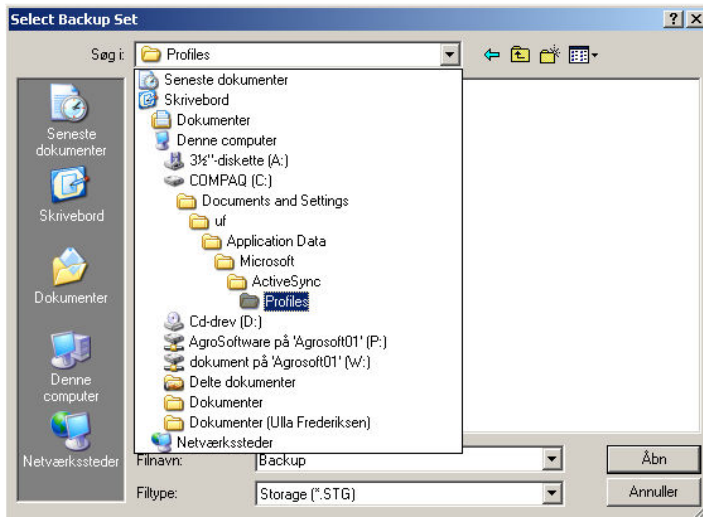 Select Backup Set
Søg i:
Profiles
Seneste dokumenter
Skrivebord
Dokumenter
Denne computer
3½"-diskette (A:)
COMPAQ (C:)
Documents and Settings
uf
Application Data
Microsoft
ActiveSync
Profiles
Cd-drev (D:)
AgroSoftware på 'Agrosoft01' (P:)
dokument på 'Agrosoft01' (W:)
Delte dokumenter
Dokumenter
Dokumenter (Ulla Frederiksen)
Netværkssteder
Seneste
dokumenter
Skrivebord
Dokumenter
Denne
computer
Netværkssteder
Filnavn:
Backup
Åbn
Filtype:
Storage (*.STG)
Annuller